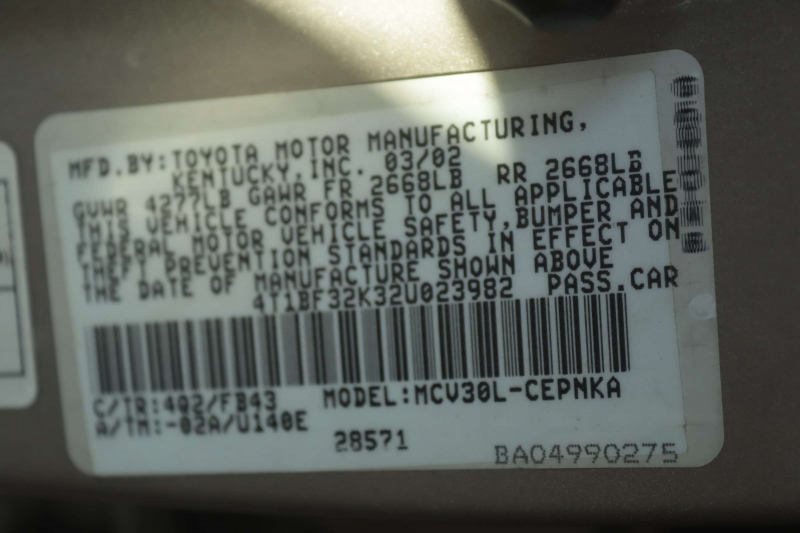 MFD.BY:TOYOTA MOTOR MANUFACTURING,
KENTUCKY,INC. 03/02
GVWR 4277LB GAWR FR 2668LB RR 2668LB
THIS VEHICLE CONFORMS TO ALL APPLICABLE
FEDERAL MOTOR VEHICLE SAFETY,BUMPER AND
THEFT PREVENTION STANDARDS IN EFFECT ON
THE DATE OF MANUFACTURE SHOWN ABOVE
4T1BF32K32U023982 PASS.CAR
C/TR:4Q2/FB43 MODEL:MCV30L-CEPNKA
A/TM:-02A/U140E
28571
BA04990275